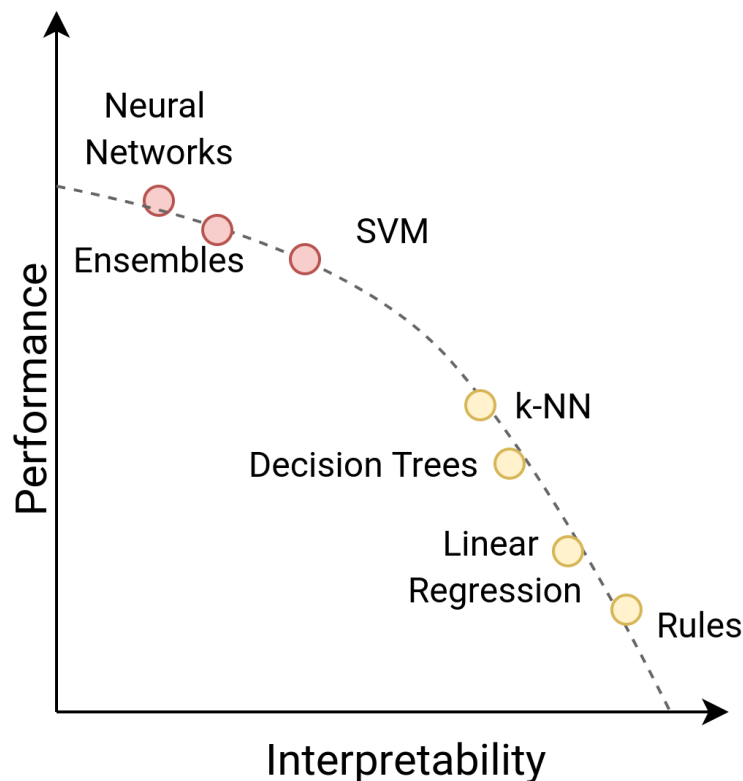 Neural
Networks
SVM
Ensembles
Performance
k-NN
Decision Trees
Linear
Regression
Rules
Interpretability